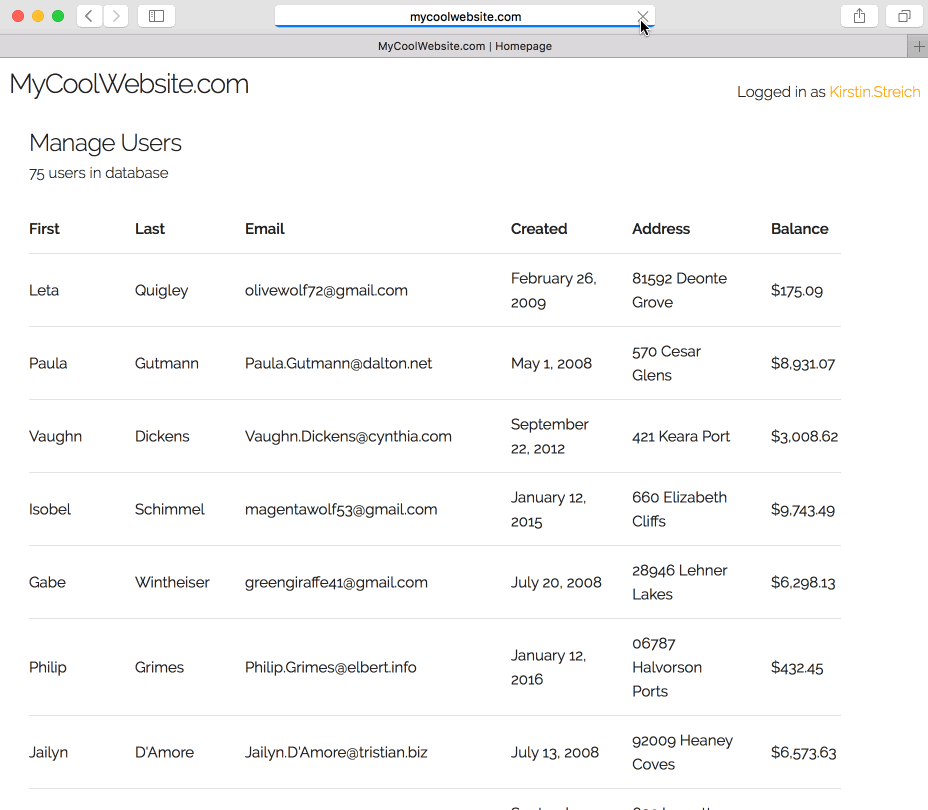 mycoolwebsite.com
MyCoolWebsite.com | Homepage
MyCoolWebsite.com
Logged in as Kirstin.Streich
Manage Users
75 users in database
First Last Email Created Address Balance
Leta Quigley olivewolf72@gmail.com February 26, 2009 81592 Deonte Grove $175.09
Paula Gutmann Paula.Gutmann@dalton.net May 1, 2008 570 Cesar Glens $8,931.07
Vaughn Dickens Vaughn.Dickens@cynthia.com September 22, 2012 421 Keara Port $3,008.62
Isobel Schimmel magentawolf53@gmail.com January 12, 2015 660 Elizabeth Cliffs $9,743.49
Gabe Wintheiser greengiraffe41@gmail.com July 20, 2008 28946 Lehner Lakes $6,298.13
Philip Grimes Philip.Grimes@elbert.info January 12, 2016 06787 Halvorson Ports $432.45
Jailyn D'Amore Jailyn.D'Amore@tristian.biz July 13, 2008 92009 Heaney Coves $6,573.63